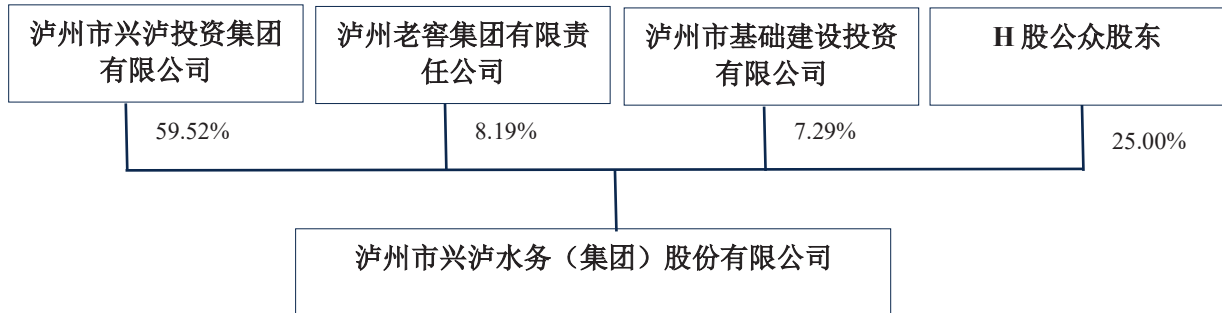 泸州市兴泸投资集团
有限公司
泸州老窖集团有限责
任公司
泸州市基础建设投资
有限公司
H 股公众股东
59.52%
8.19%
7.29%
25.00%
泸州市兴泸水务（集团）股份有限公司